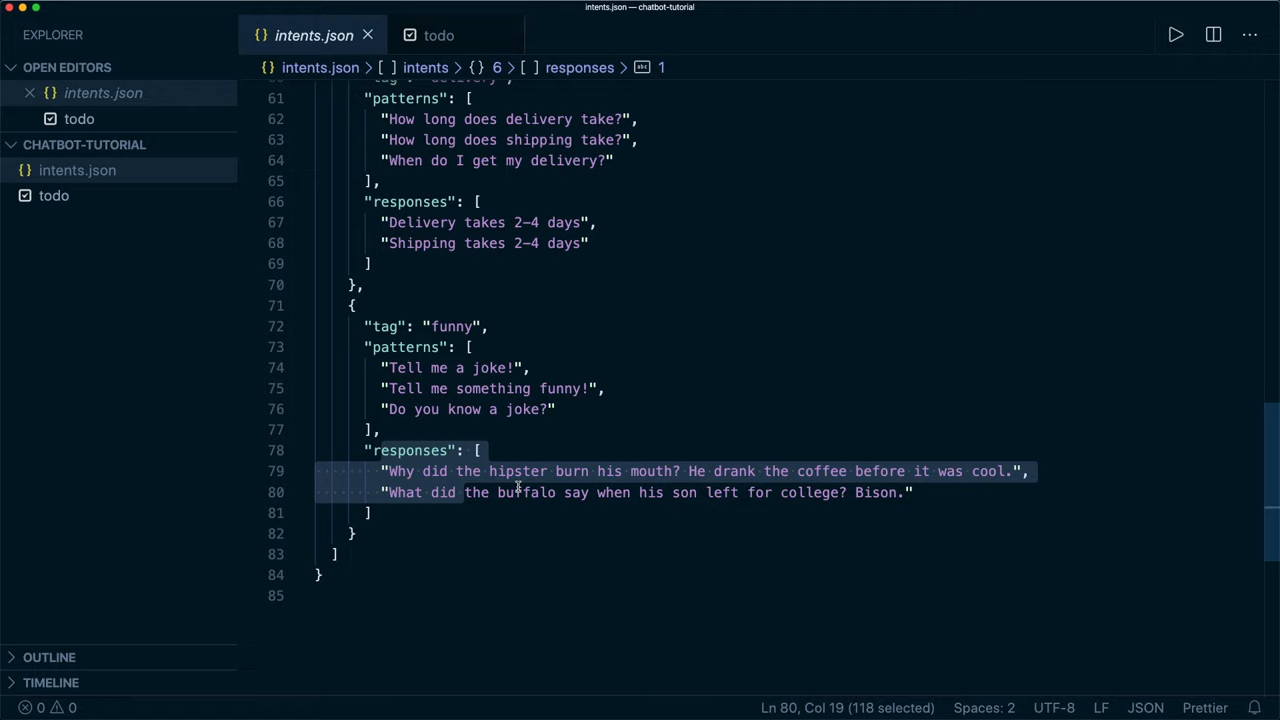 intents.json — chatbot-tutorial
EXPLORER
{} intents.json
todo
OPEN EDITORS
{} intents.json
todo
CHATBOT-TUTORIAL
{} intents.json
todo
OUTLINE
TIMELINE
{} intents.json > [ ] intents > {} 6 > [ ] responses > abc 1
61 "patterns": [
62 "How long does delivery take?",
63 "How long does shipping take?",
64 "When do I get my delivery?"
65 ],
66 "responses": [
67 "Delivery takes 2-4 days",
68 "Shipping takes 2-4 days"
69 ]
70 },
71 {
72 "tag": "funny",
73 "patterns": [
74 "Tell me a joke!",
75 "Tell me something funny!",
76 "Do you know a joke?"
77 ],
78 "responses": [
79 "Why did the hipster burn his mouth? He drank the coffee before it was cool.",
80 "What did the buffalo say when his son left for college? Bison."
81 ]
82 }
83 ]
84 }
85
0 0 Ln 80, Col 19 (118 selected) Spaces: 2 UTF-8 LF JSON Prettier